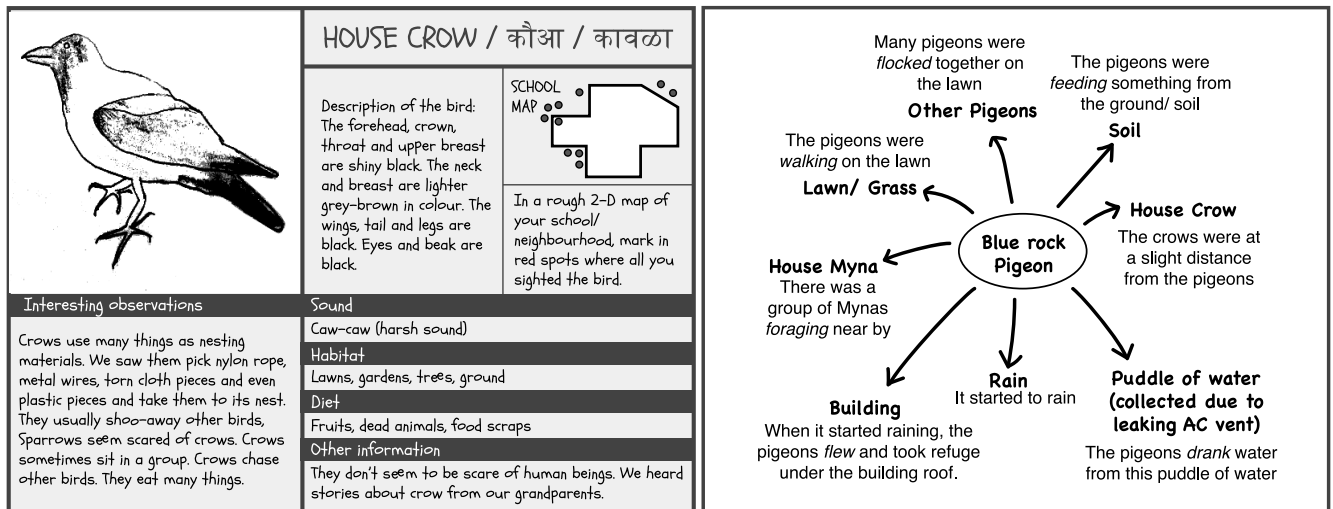 HOUSE CROW / कौआ / कावळा
Description of the bird:
The forehead, crown,
throat and upper breast
are shiny black. The neck
and breast are lighter
grey-brown in colour. The
wings, tail and legs are
black. Eyes and beak are
black.
SCHOOL
MAP
In a rough 2-D map of
your school/
neighbourhood, mark in
red spots where all you
sighted the bird.
Interesting observations
Crows use many things as nesting
materials. We saw them pick nylon rope,
metal wires, torn cloth pieces and even
plastic pieces and take them to its nest.
They usually shoo-away other birds,
Sparrows seem scared of crows. Crows
sometimes sit in a group. Crows chase
other birds. They eat many things.
Sound
Caw-caw (harsh sound)
Habitat
Lawns, gardens, trees, ground
Diet
Fruits, dead animals, food scraps
Other information
They don't seem to be scare of human beings. We heard
stories about crow from our grandparents.
Many pigeons were
flocked together on
the lawn
Other Pigeons
The pigeons were
feeding something from
the ground/ soil
Soil
The pigeons were
walking on the lawn
Lawn/ Grass
House Crow
The crows were at
a slight distance
from the pigeons
Blue rock
Pigeon
House Myna
There was a
group of Mynas
foraging near by
Building
When it started raining, the
pigeons flew and took refuge
under the building roof.
Rain
It started to rain
Puddle of water
(collected due to
leaking AC vent)
The pigeons drank water
from this puddle of water